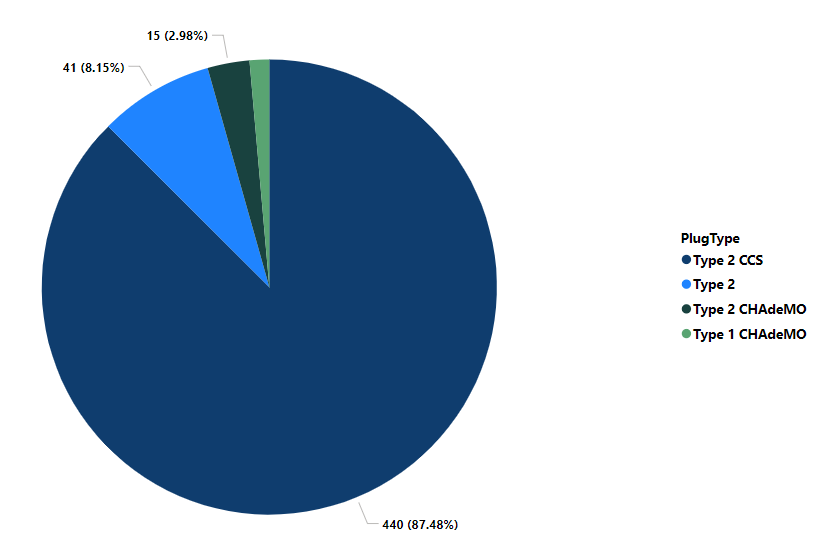 15 (2.98%)
41 (8.15%)
440 (87.48%)
PlugType
Type 2 CCS
Type 2
Type 2 CHAdeMO
Type 1 CHAdeMO